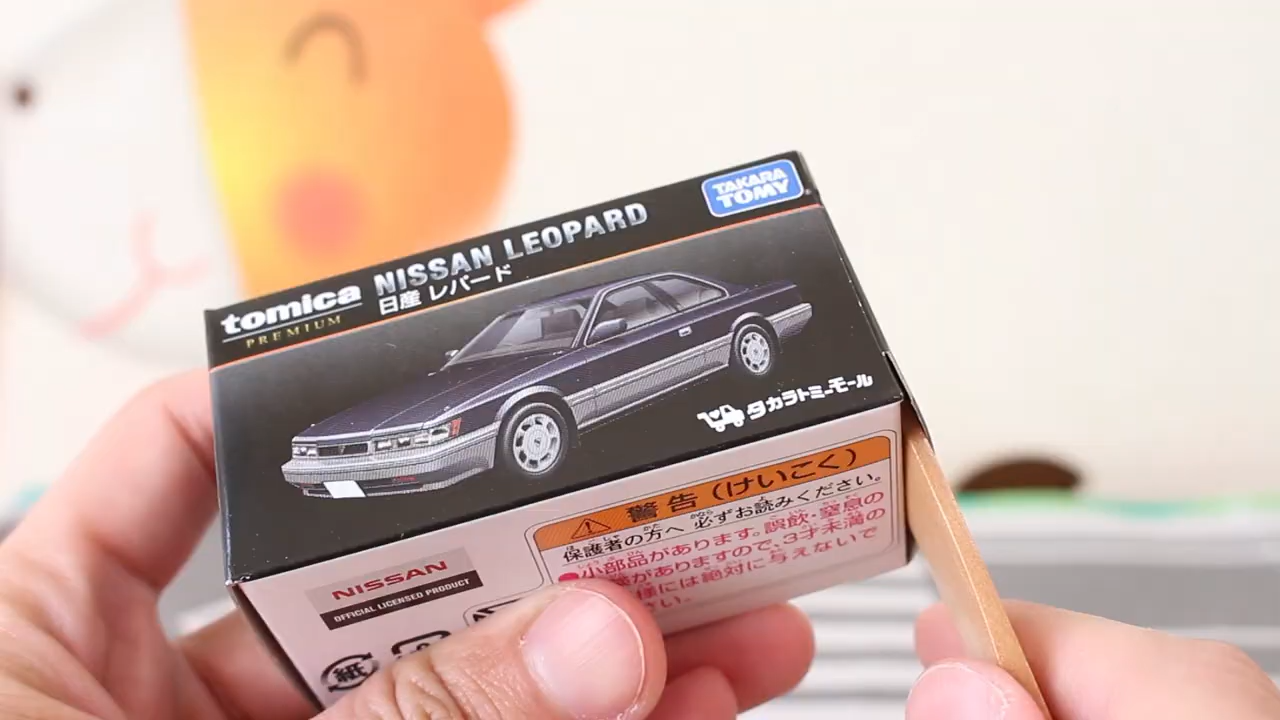 TAKARA
TOMY
tomica
PREMIUM
NISSAN LEOPARD
日産 レパード
タカラトミーモール
警告 (けいこく)
保護者の方へ 必ずお読みください。
小部品があります。誤飲・窒息の
がありますので、3才未満の
様には絶対に与えないで
さい。
NISSAN
OFFICIAL LICENSED PRODUCT
紙